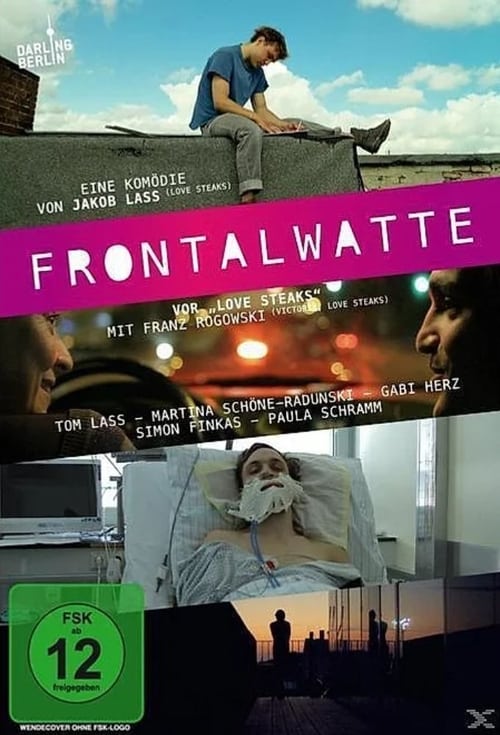 DARLING
BERLIN
EINE KOMÖDIE
VON JAKOB LASS (LOVE STEAKS)
FRONTALWATTE
VOR „LOVE STEAKS“
MIT FRANZ ROGOWSKI (VICTORIA, LOVE STEAKS)
TOM LASS – MARTINA SCHÖNE-RADUNSKI – GABI HERZ
SIMON FINKAS – PAULA SCHRAMM
FSK
ab
12
freigegeben
WENDECOVER OHNE FSK-LOGO